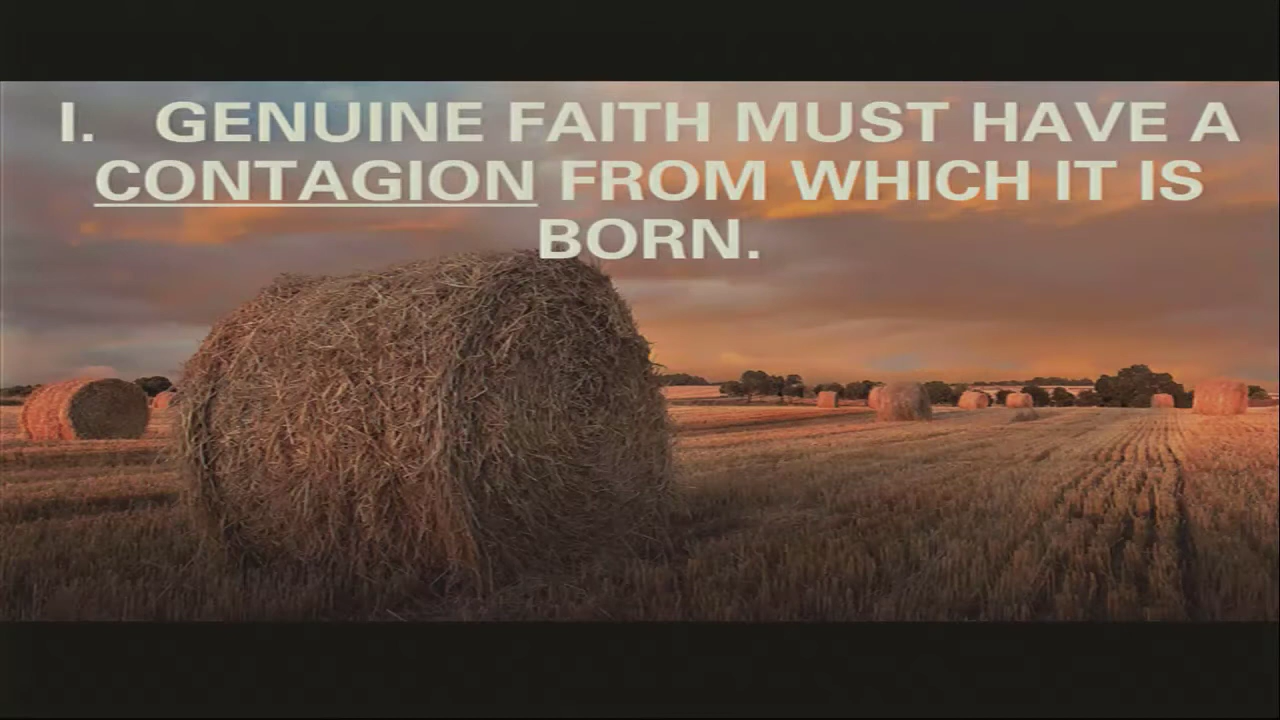 I. GENUINE FAITH MUST HAVE A
CONTAGION FROM WHICH IT IS
BORN.